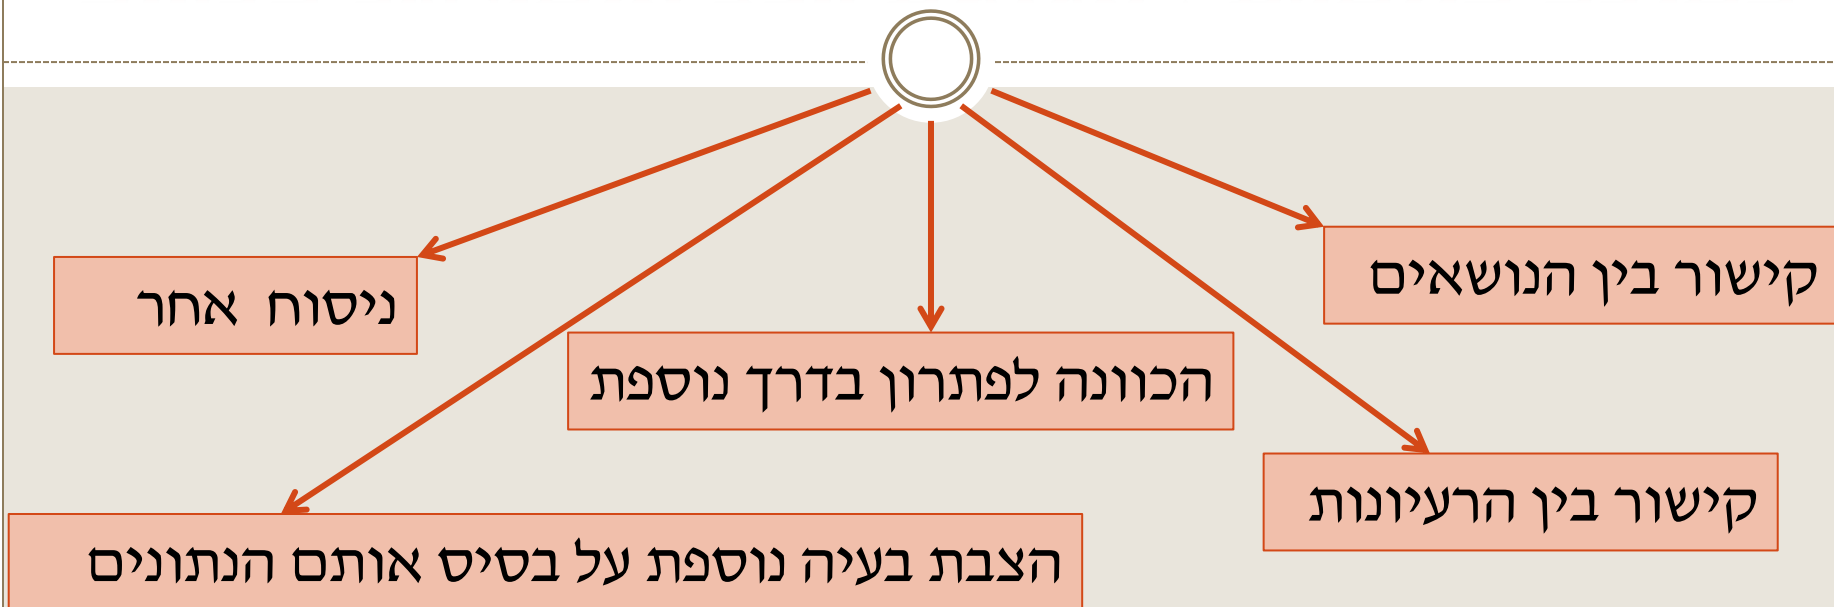 קישור בין הנושאים
ניסוח אחר
הכוונה לפתרון בדרך נוספת
קישור בין הרעיונות
הצבת בעיה נוספת על בסיס אותם הנתונים